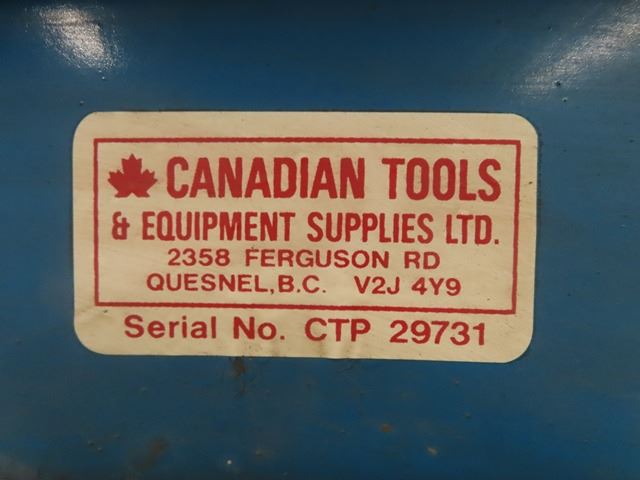 CANADIAN TOOLS
& EQUIPMENT SUPPLIES LTD.
2358 FERGUSON RD
QUESNEL, B.C. V2J 4Y9
Serial No. CTP 29731